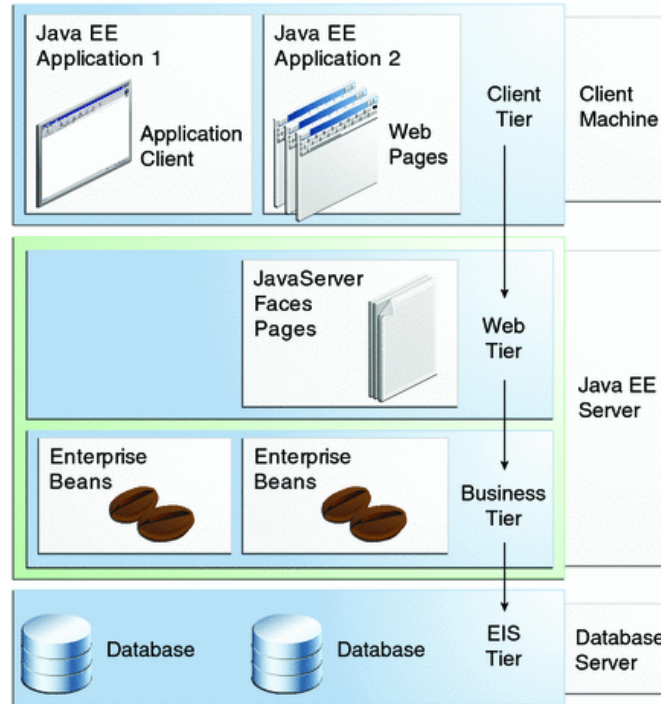 Java EE
Application 1
Application
Client
Java EE
Application 2
Web
Pages
Client
Tier
Client
Machine
JavaServer
Faces
Pages
Web
Tier
Java EE
Server
Enterprise
Beans
Enterprise
Beans
Business
Tier
Database
Database
EIS
Tier
Database
Server